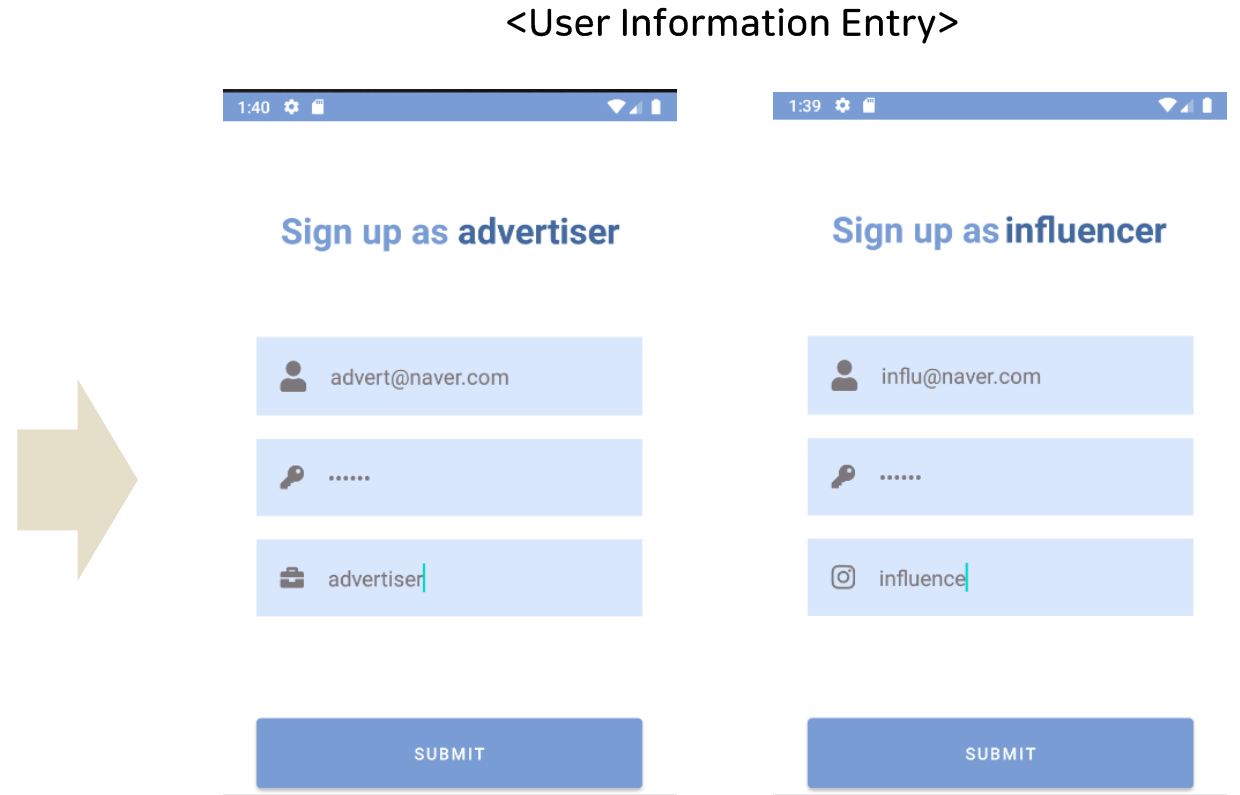 <User Information Entry>
1:40
Sign up as advertiser
advert@naver.com
••••••
advertiser
SUBMIT
1:39
Sign up as influencer
influ@naver.com
••••••
influence
SUBMIT